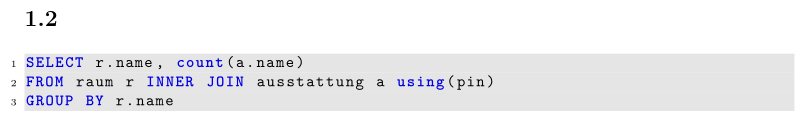 1.2
1 SELECT r.name, count(a.name)
2 FROM raum r INNER JOIN ausstattung a using(pin)
3 GROUP BY r.name